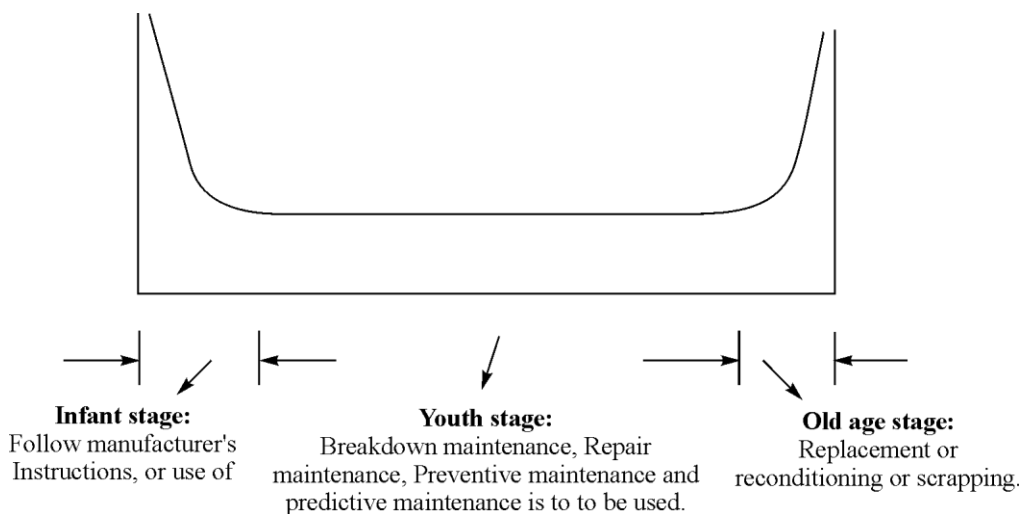 Infant stage:
Follow manufacturer's
Instructions, or use of
Youth stage:
Breakdown maintenance, Repair
maintenance, Preventive maintenance and
predictive maintenance is to to be used.
Old age stage:
Replacement or
reconditioning or scrapping.